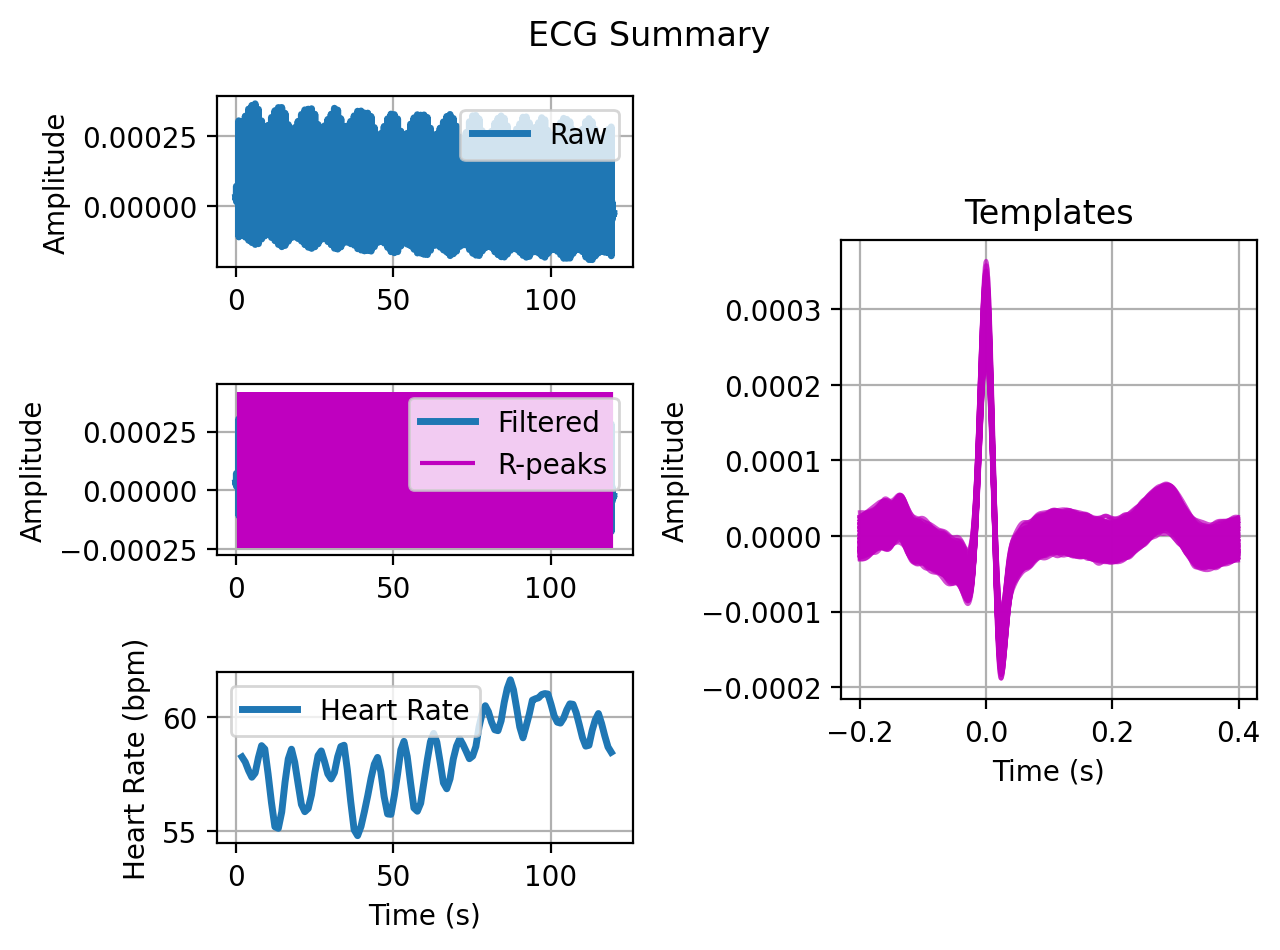 ECG Summary
Amplitude
0.00025
0.00000
Raw
0 50 100
Amplitude
0.00025
0.00000
−0.00025
Filtered
R-peaks
0 50 100
Heart Rate (bpm)
60
55
Heart Rate
0 50 100
Time (s)
Templates
Amplitude
0.0003
0.0002
0.0001
0.0000
−0.0001
−0.0002
−0.2 0.0 0.2 0.4
Time (s)